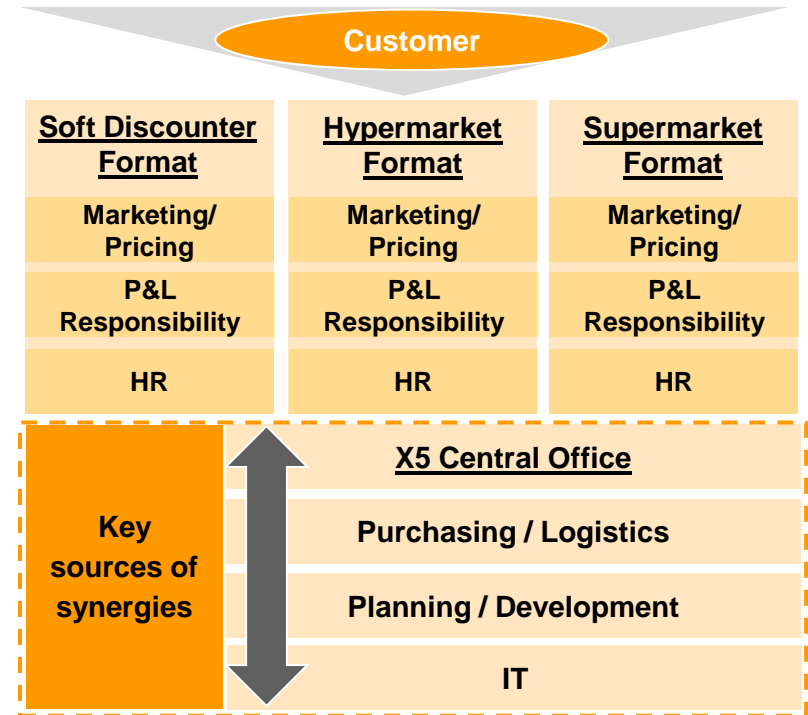 Customer
Soft Discounter
Format
Marketing/
Pricing
P&L
Responsibility
HR
Hypermarket
Format
Marketing/
Pricing
P&L
Responsibility
HR
Supermarket
Format
Marketing/
Pricing
P&L
Responsibility
HR
Key
sources of
synergies
X5 Central Office
Purchasing / Logistics
Planning / Development
IT